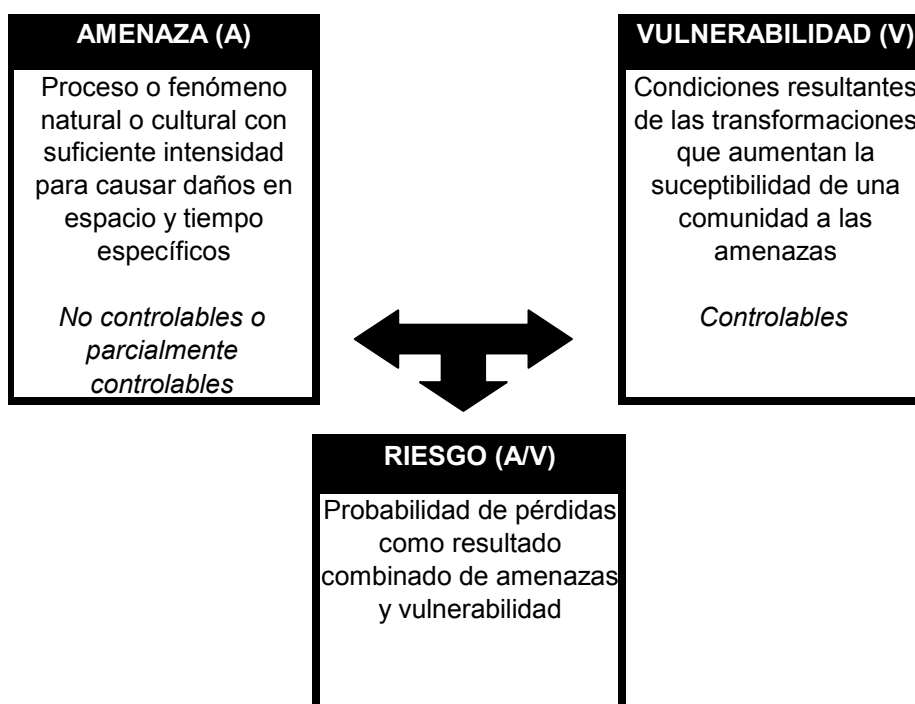 AMENAZA (A)
Proceso o fenómeno
natural o cultural con
suficiente intensidad
para causar daños en
espacio y tiempo
específicos
No controlables o
parcialmente
controlables
VULNERABILIDAD (V)
Condiciones resultantes
de las transformaciones
que aumentan la
suceptibilidad de una
comunidad a las
amenazas
Controlables
RIESGO (A/V)
Probabilidad de pérdidas
como resultado
combinado de amenazas
y vulnerabilidad